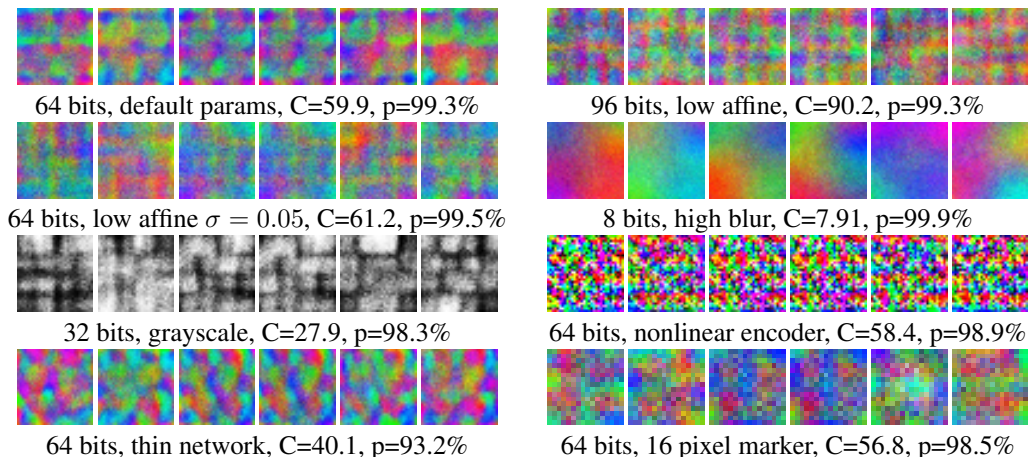 64 bits, default params, C=59.9, p=99.3%
96 bits, low affine, C=90.2, p=99.3%
64 bits, low affine σ = 0.05, C=61.2, p=99.5%
8 bits, high blur, C=7.91, p=99.9%
32 bits, grayscale, C=27.9, p=98.3%
64 bits, nonlinear encoder, C=58.4, p=98.9%
64 bits, thin network, C=40.1, p=93.2%
64 bits, 16 pixel marker, C=56.8, p=98.5%